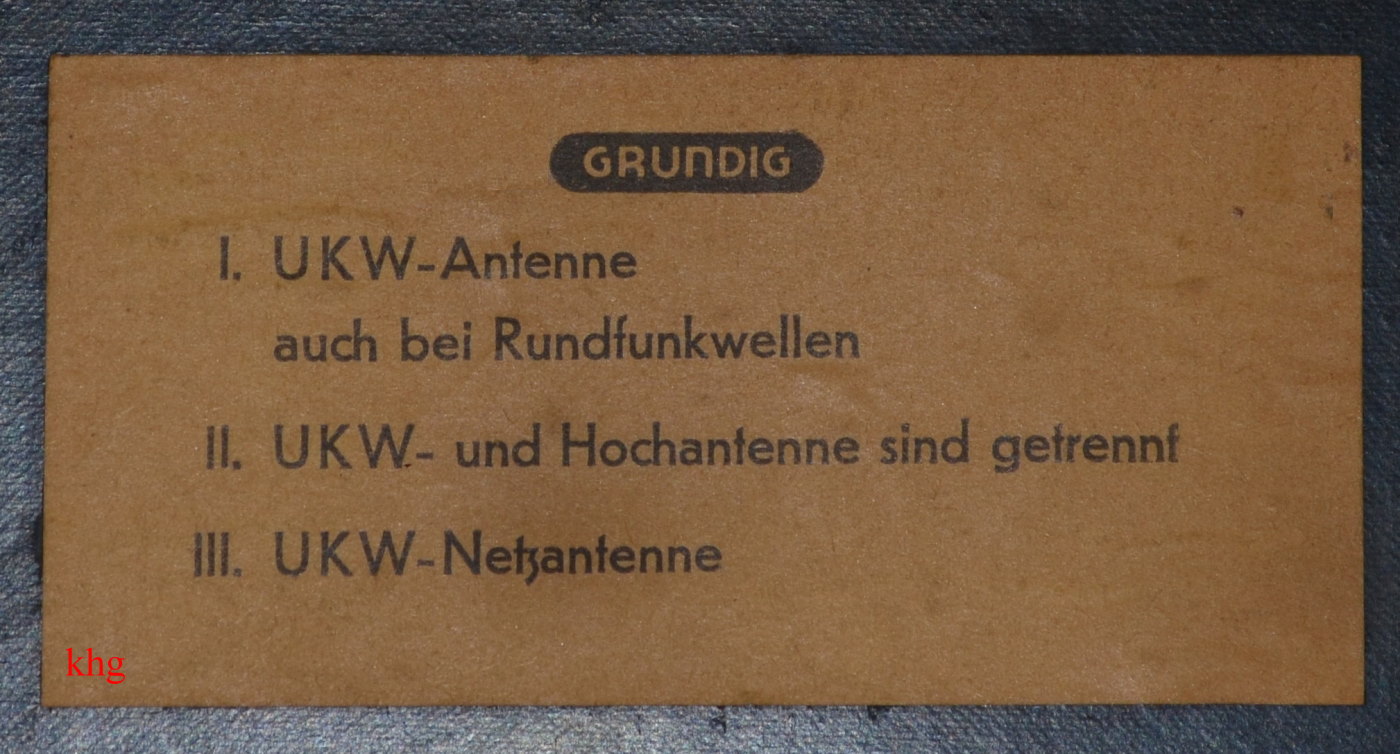 GRUNDIG
I. UKW-Antenne
auch bei Rundfunkwellen
II. UKW- und Hochantenne sind getrennt
III. UKW-Netzantenne
khg